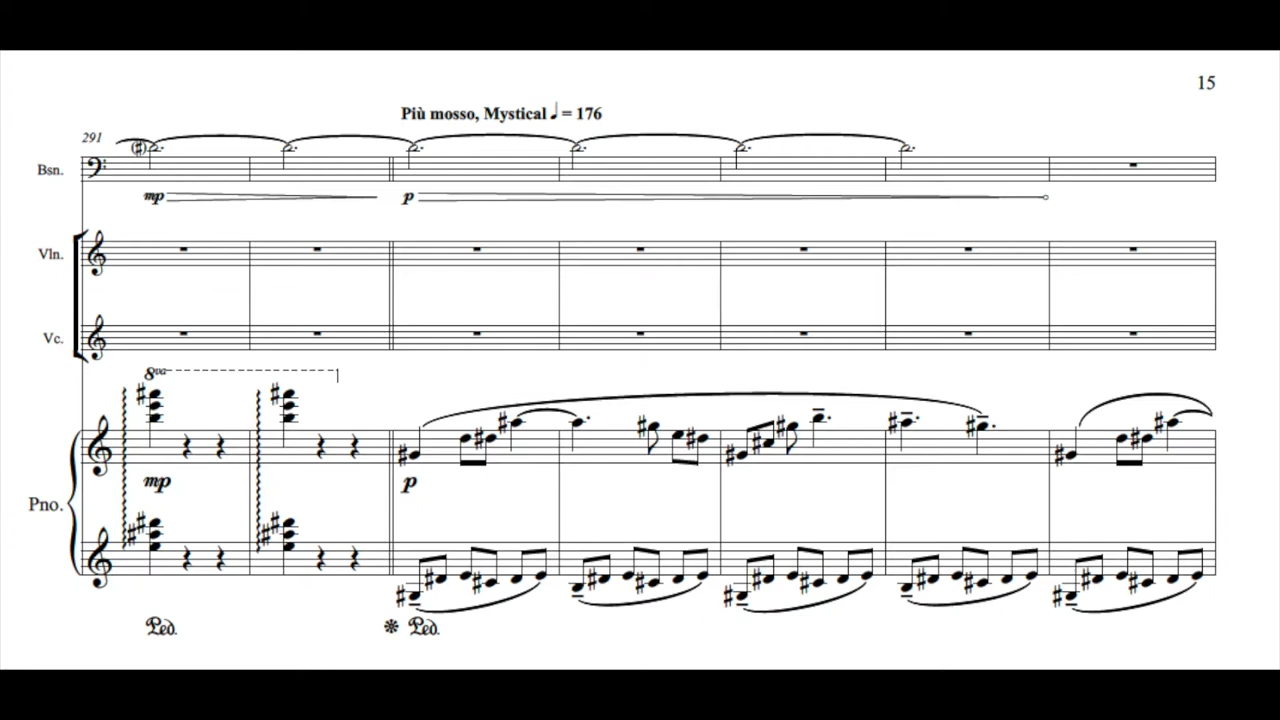 15
Più mosso, Mystical ♩ = 176
291
Bsn.
mp
p
Vln.
Vc.
8va
Pno.
mp
p
Ped.
Ped.